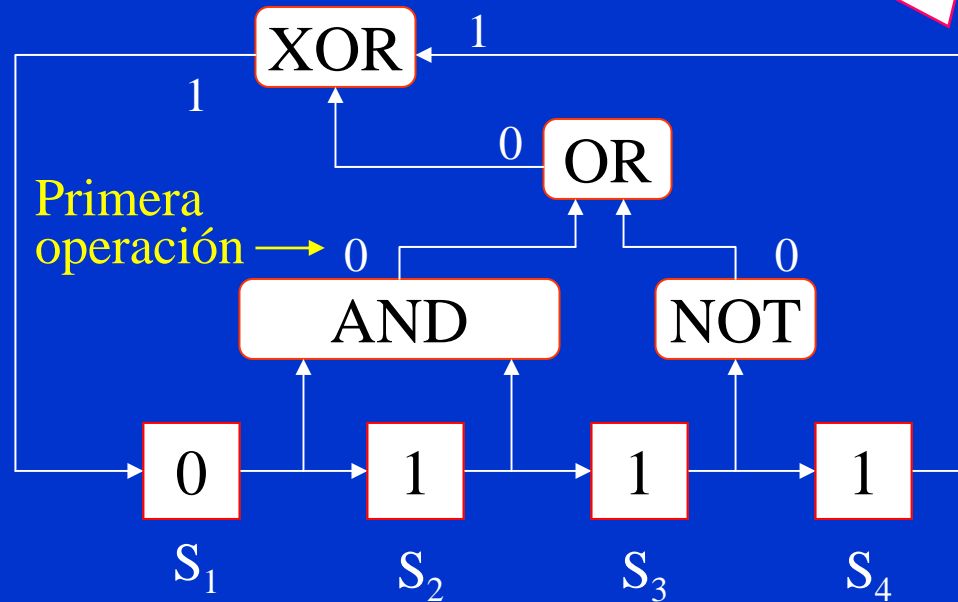 XOR
1
1
0
OR
Primera
operación
0
0
AND
NOT
0
1
1
1
S1
S2
S3
S4